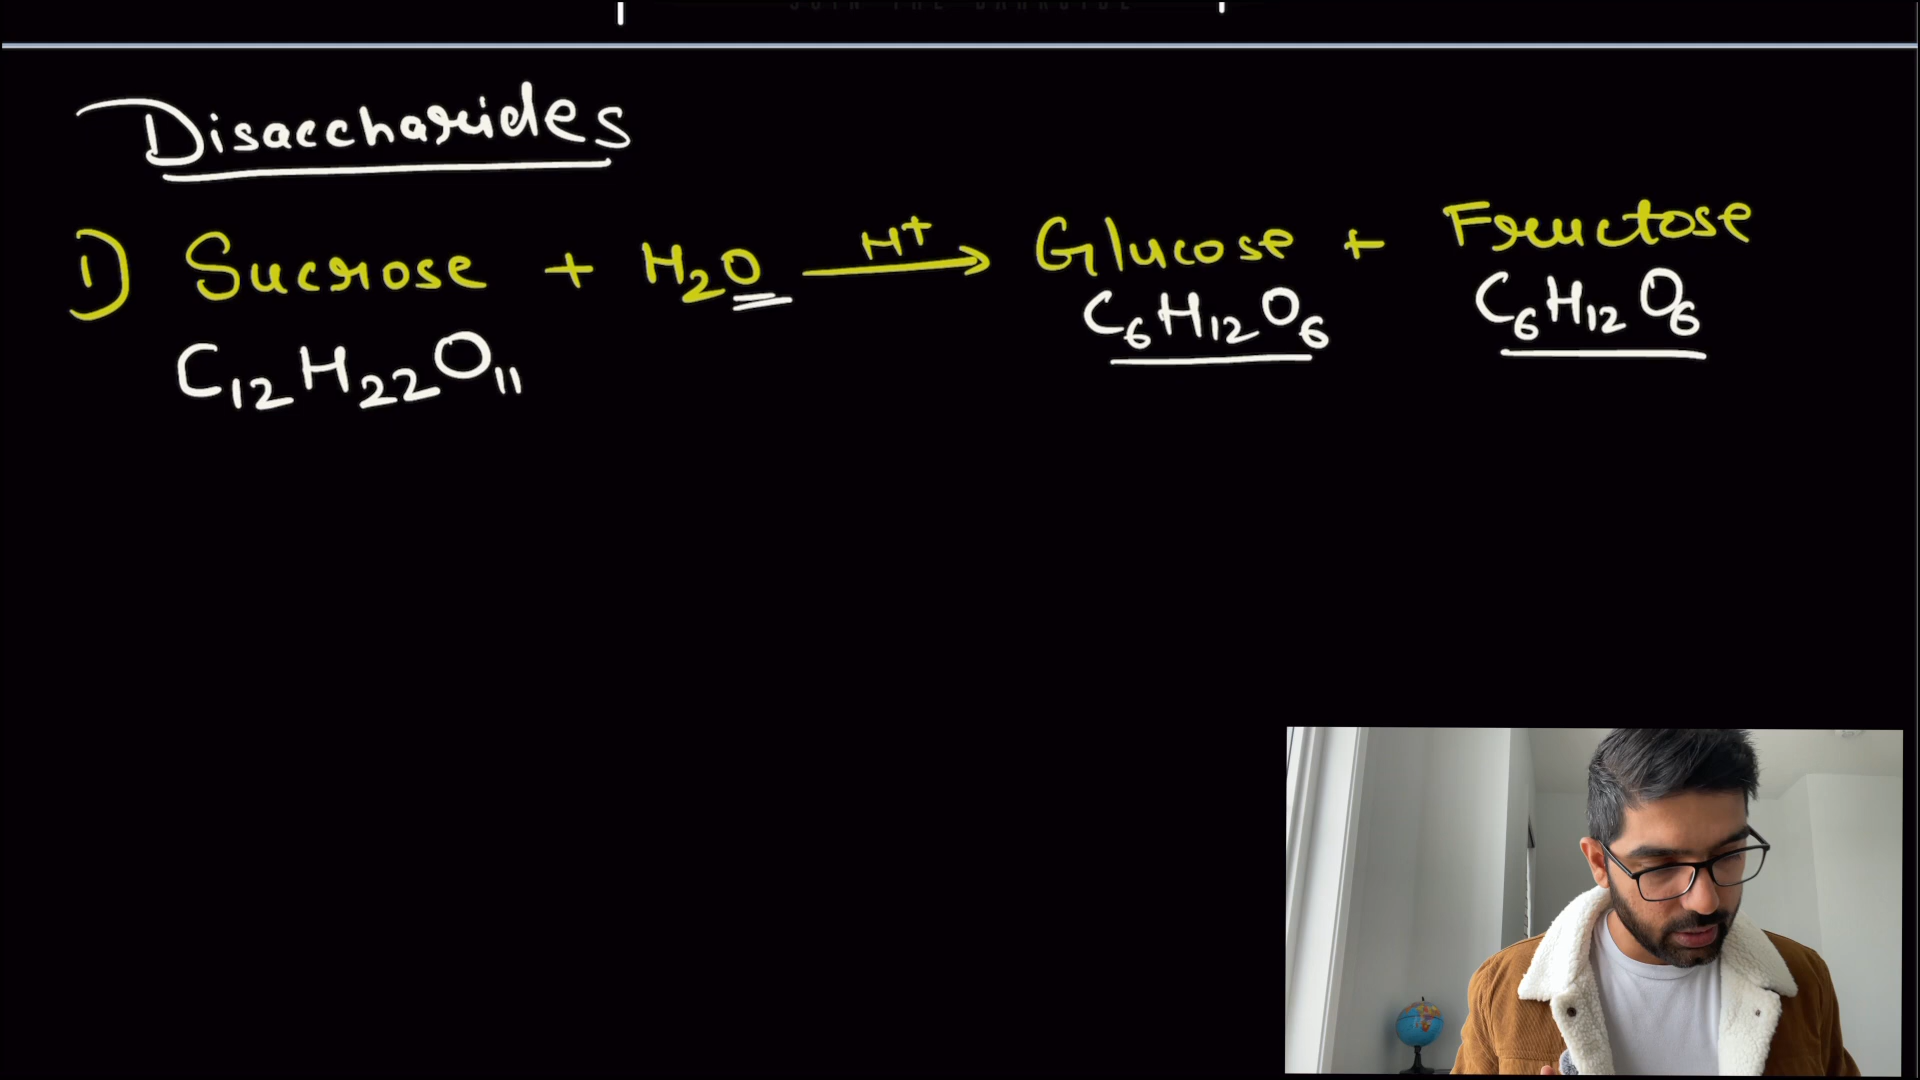 Disaccharides
1) Sucrose + H₂O —H⁺→ Glucose + Fructose
C₁₂H₂₂O₁₁ C₆H₁₂O₆ C₆H₁₂O₆